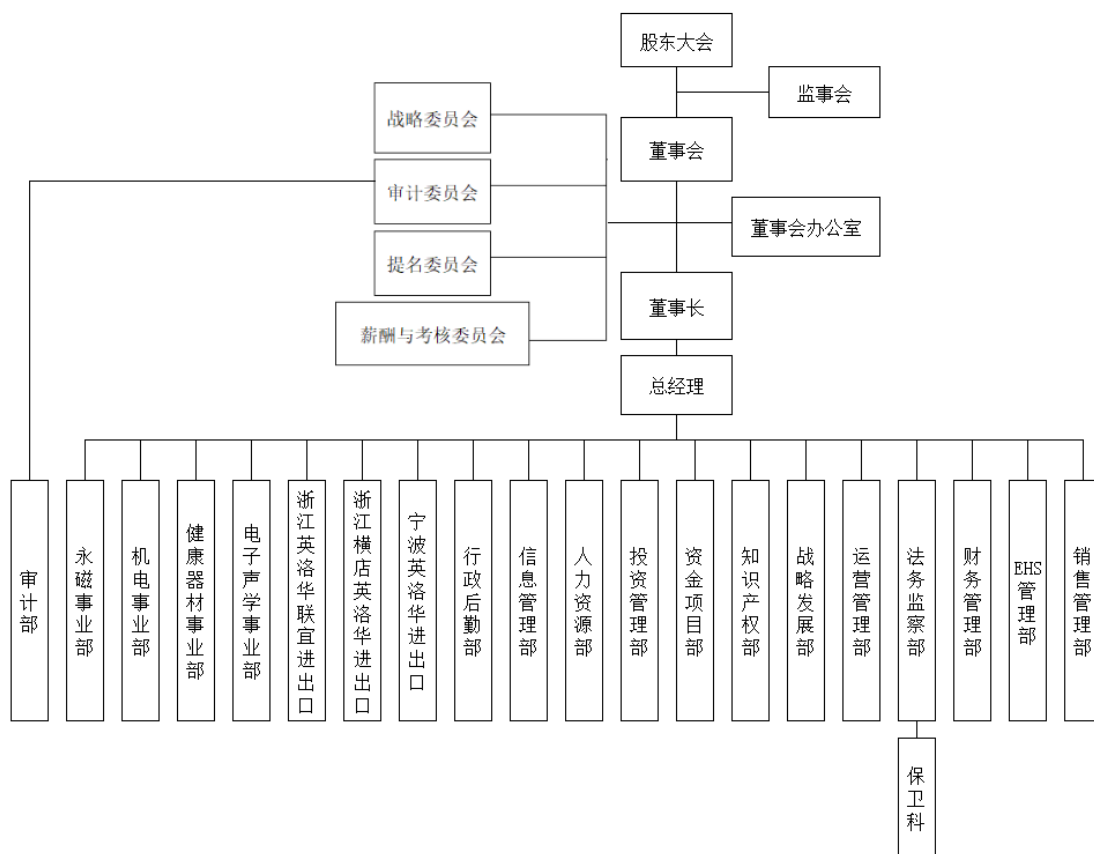 股东大会
监事会
战略委员会
董事会
审计委员会
董事会办公室
提名委员会
董事长
薪酬与考核委员会
总经理
审计部
永磁事业部
机电事业部
健康器材事业部
电子声学事业部
浙江英洛华联宜进出口
浙江横店英洛华进出口
宁波英洛华进出口
行政后勤部
信息管理部
人力资源部
投资管理部
资金项目部
知识产权部
战略发展部
运营管理部
法务监察部
财务管理部
EHS管理部
销售管理部
保卫科